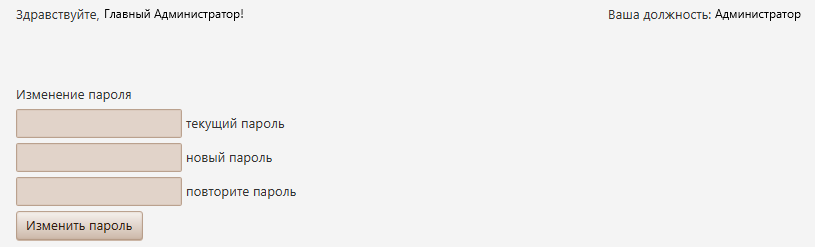 Здравствуйте, Главный Администратор!
Ваша должность: Администратор
Изменение пароля
текущий пароль
новый пароль
повторите пароль
Изменить пароль